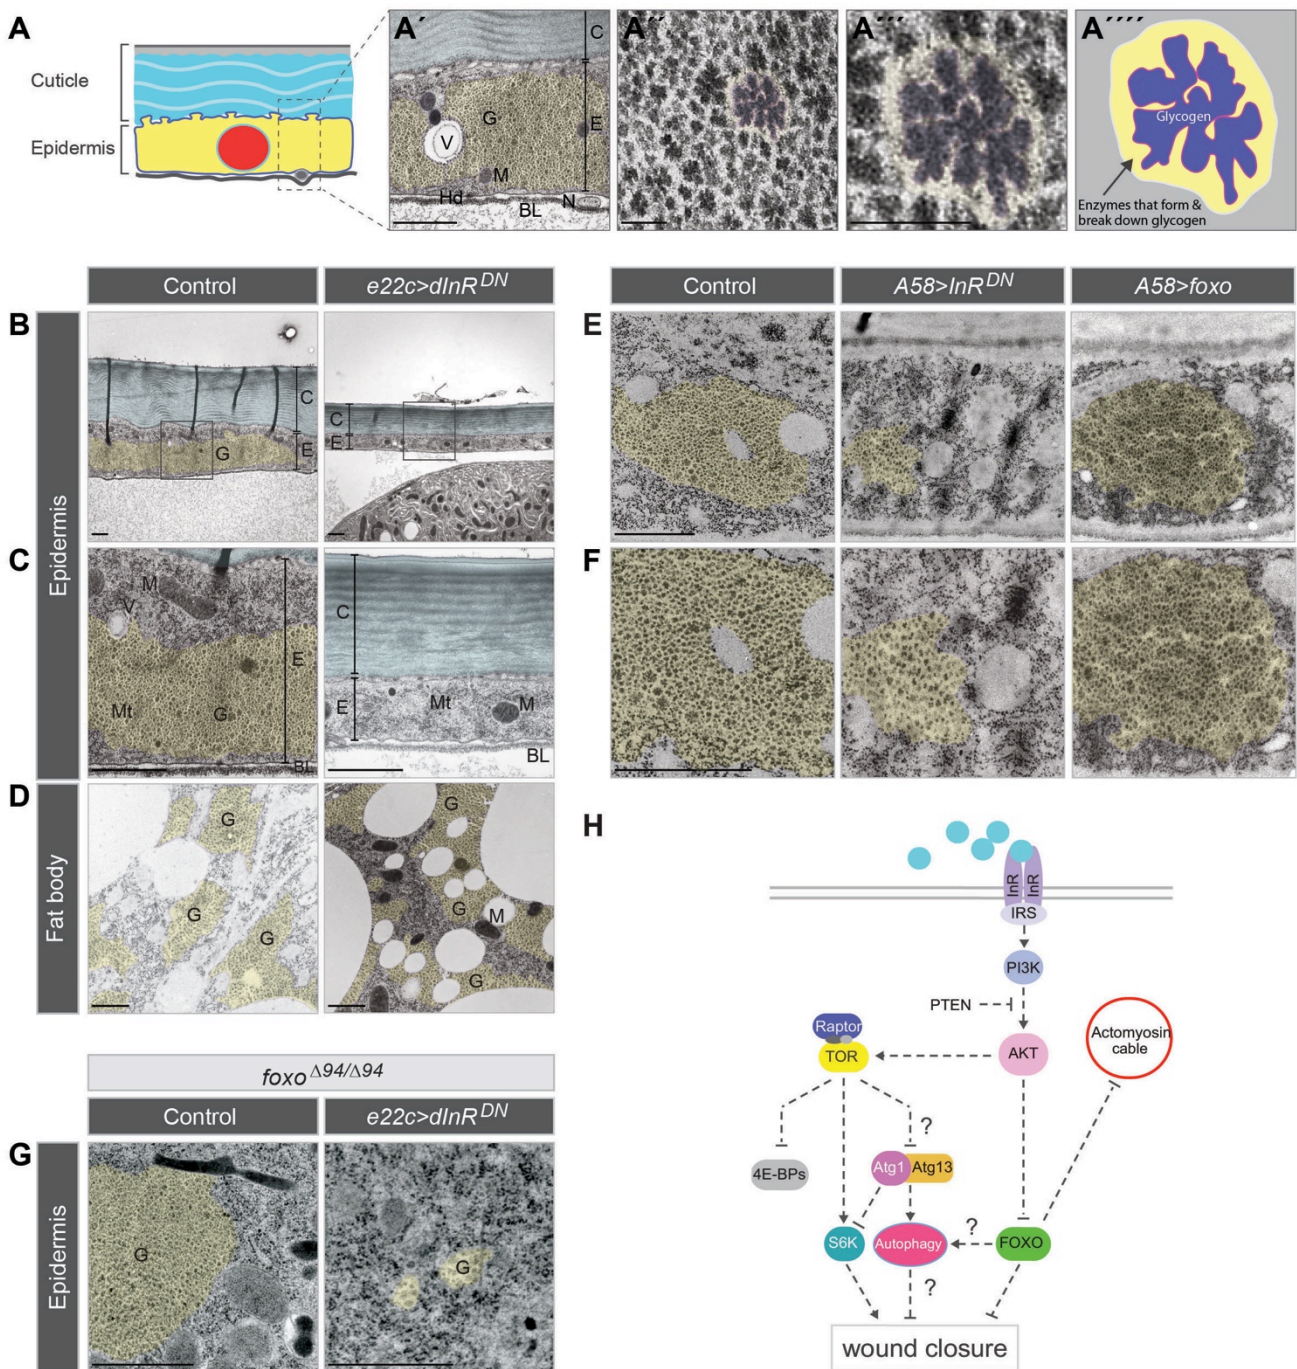 A
Cuticle
Epidermis
A′
C
G
E
V
M
Hd
N
BL
A′′
A′′′
A′′′′
Glycogen
Enzymes that form &
break down glycogen
Control
e22c>dInR^DN
Control
A58>InR^DN
A58>foxo
Epidermis
B
C
E
G
C
E
C
M
V
E
Mt
G
BL
C
E
Mt
M
BL
E
F
Fat body
D
G
G
G
G
G
M
G
foxo^Δ94/Δ94
Control
e22c>dInR^DN
Epidermis
G
G
G
H
InR
InR
IRS
PI3K
PTEN
Raptor
TOR
AKT
Actomyosin
cable
?
4E-BPs
Atg1
Atg13
?
S6K
Autophagy
FOXO
?
wound closure